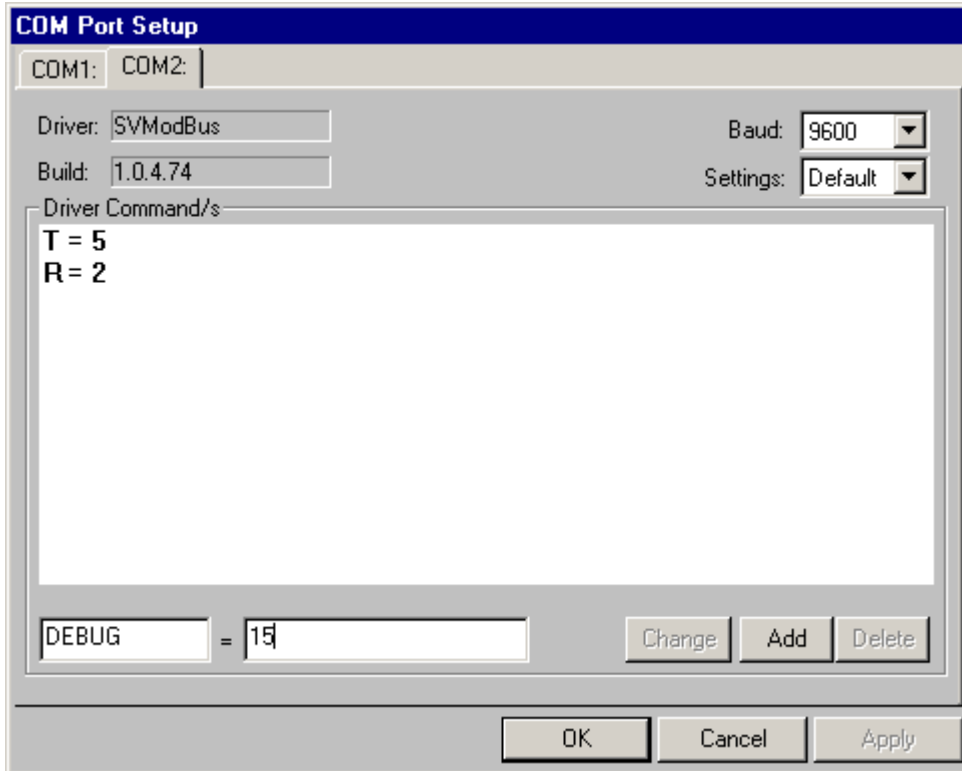 COM Port Setup
COM1: COM2:
Driver: SVModBus
Baud: 9600
Build: 1.0.4.74
Settings: Default
Driver Command/s
T = 5
R = 2
DEBUG = 15
Change Add Delete
OK Cancel Apply